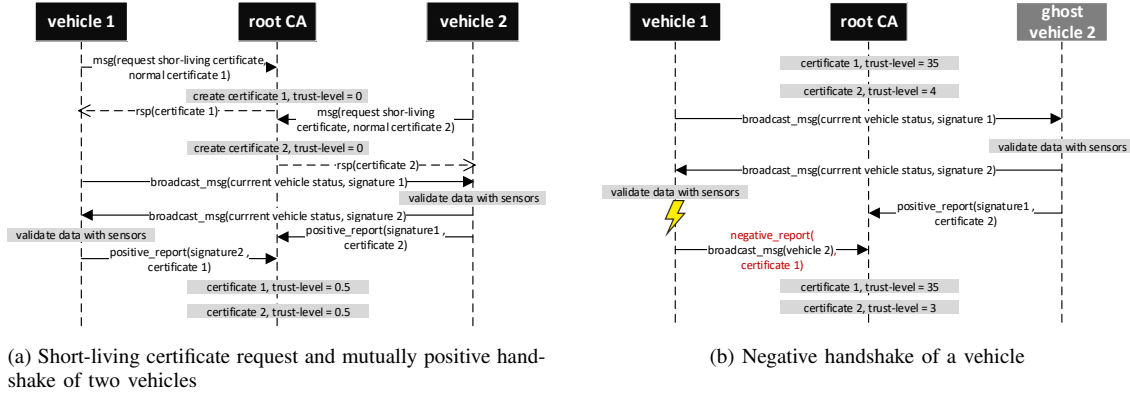 vehicle 1
root CA
vehicle 2
msg(request shor-living certificate,
normal certificate 1)
create certificate 1, trust-level = 0
rsp(certificate 1)
msg(request shor-living
certificate, normal certificate 2)
create certificate 2, trust-level = 0
rsp(certificate 2)
broadcast_msg(currrent vehicle status, signature 1)
validate data with sensors
broadcast_msg(cuftrent vehicle status, signature 2)
validate data with sensors
positive_report(signature1 ,
certificate 2)
positive_report(signature2 ,
certificate 1)
certificate 1, trust-level = 0.5
certificate 2, trust-level = 0.5
(a) Short-living certificate request and mutually positive hand-
shake of two vehicles
vehicle 1
root CA
ghost
vehicle 2
certificate 1, trust-level = 35
certificate 2, trust-level = 4
broadcast_msg(currrent vehicle status, signature 1)
validate data with sensors
broadcast_msg(currrent vehicle status, signature 2)
validate data with sensors
positive_report(signature1 ,
certificate 2)
negative_report(
broadcast_msg(vehicle 2),
certificate 1)
certificate 1, trust-level = 35
certificate 2, trust-level = 3
(b) Negative handshake of a vehicle